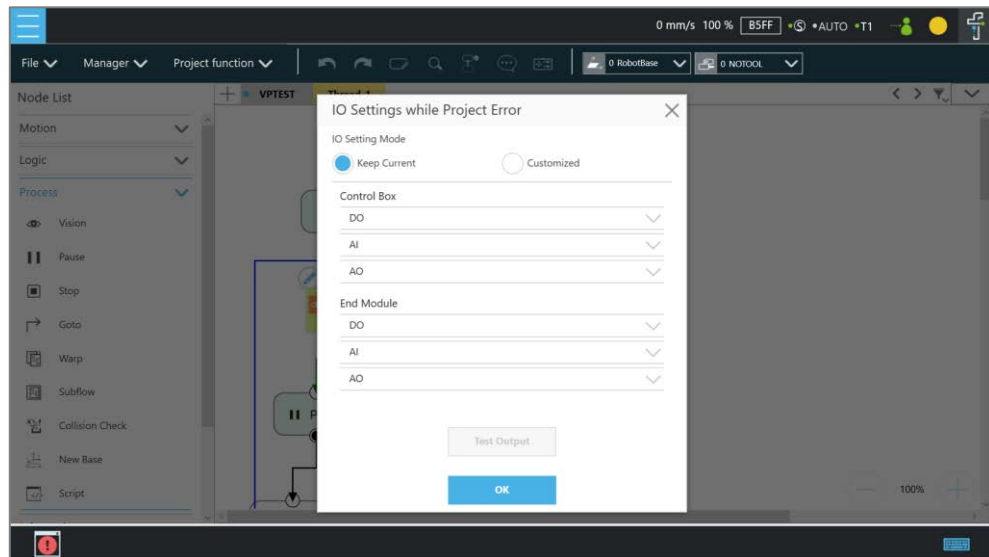 0 mm/s 100 % B5FF •Ⓢ •AUTO •T1
File Manager Project function 0 RobotBase 0 NOTOOL
Node List
Motion
Logic
Process
Vision
Pause
Stop
Goto
Warp
Subflow
Collision Check
New Base
Script
VPTEST Thread_1
IO Settings while Project Error
IO Setting Mode
Keep Current Customized
Control Box
DO
AI
AO
End Module
DO
AI
AO
Test Output
OK
P
100%